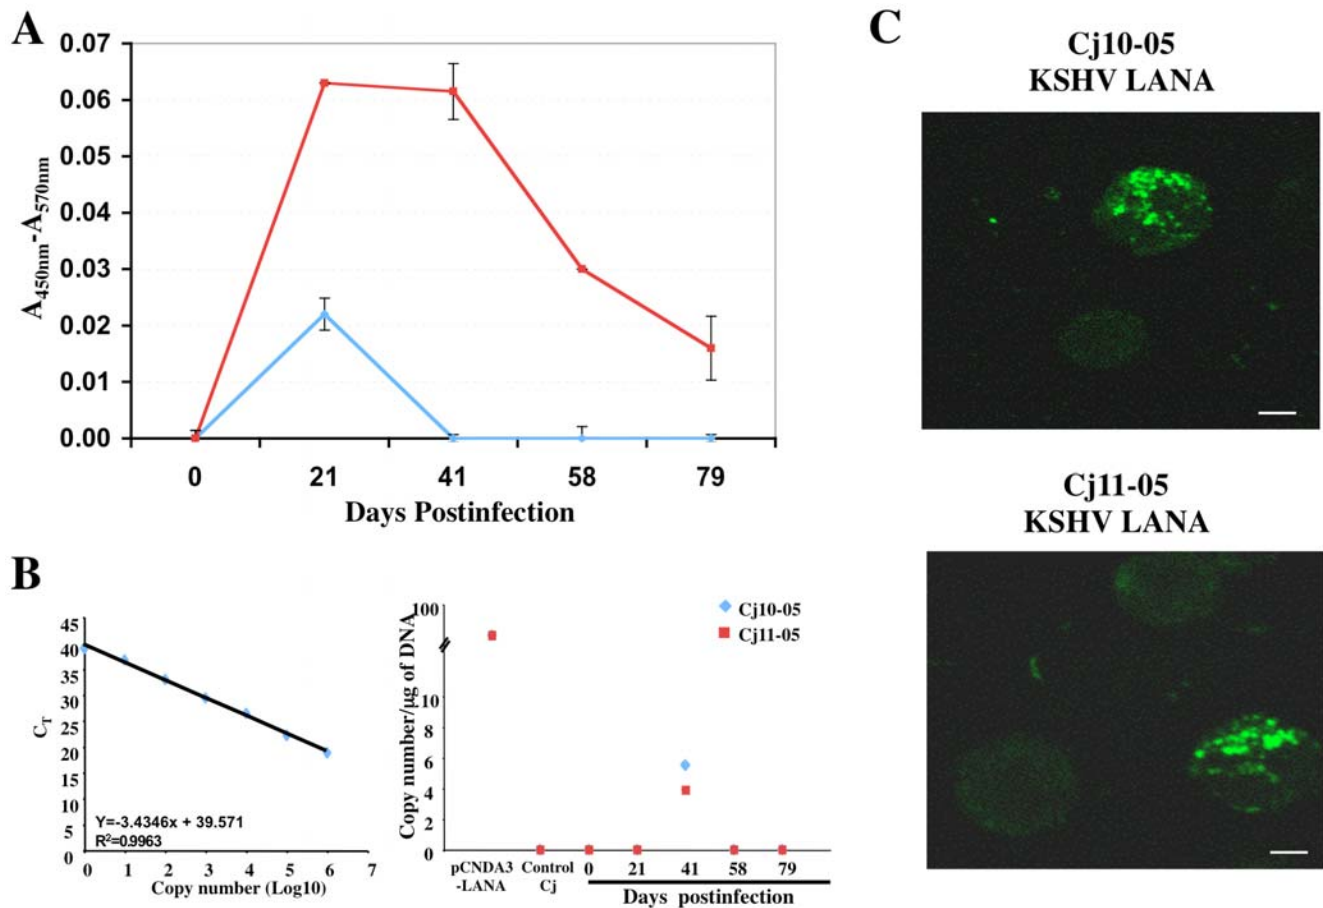 A
0.07
0.06
0.05
0.04
0.03
0.02
0.01
0.00
A450nm-A570nm
0 21 41 58 79
Days Postinfection
B
45
40
35
30
25
20
15
10
5
0
CT
Y=-3.4346x + 39.571
R2=0.9963
0 1 2 3 4 5 6 7
Copy number (Log10)
100
10
8
6
4
2
0
Copy number/µg of DNA
Cj10-05
Cj11-05
pCNDA3
-LANA
Control
Cj
0 21 41 58 79
Days postinfection
C
Cj10-05
KSHV LANA
Cj11-05
KSHV LANA